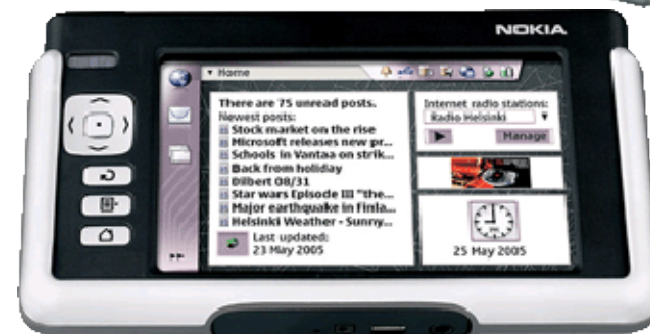 NOKIA
Home
There are 75 unread posts.
Newest posts:
Stock market on the rise
Microsoft releases new pr...
Schools in Vantaa on strik...
Back from holiday
Dilbert 08/31
Star wars Episode III "the...
Major earthquake in Finla...
Helsinki Weather - Sunny...
Last updated:
23 May 2005
Internet radio stations:
Radio Helsinki
Manage
25 May 2005